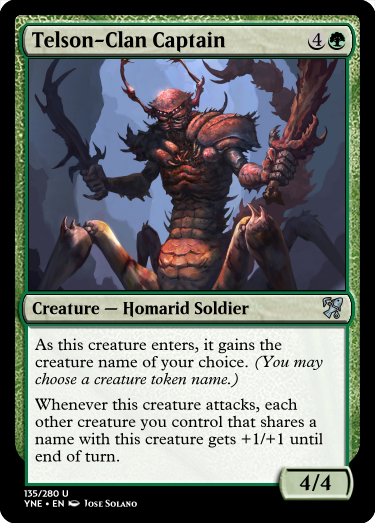 Telson-Clan Captain 4
Creature — Homarid Soldier
As this creature enters, it gains the
creature name of your choice. (You may
choose a creature token name.)
Whenever this creature attacks, each
other creature you control that shares a
name with this creature gets +1/+1 until
end of turn.
4/4
135/280 U
YNE • EN Jose Solano